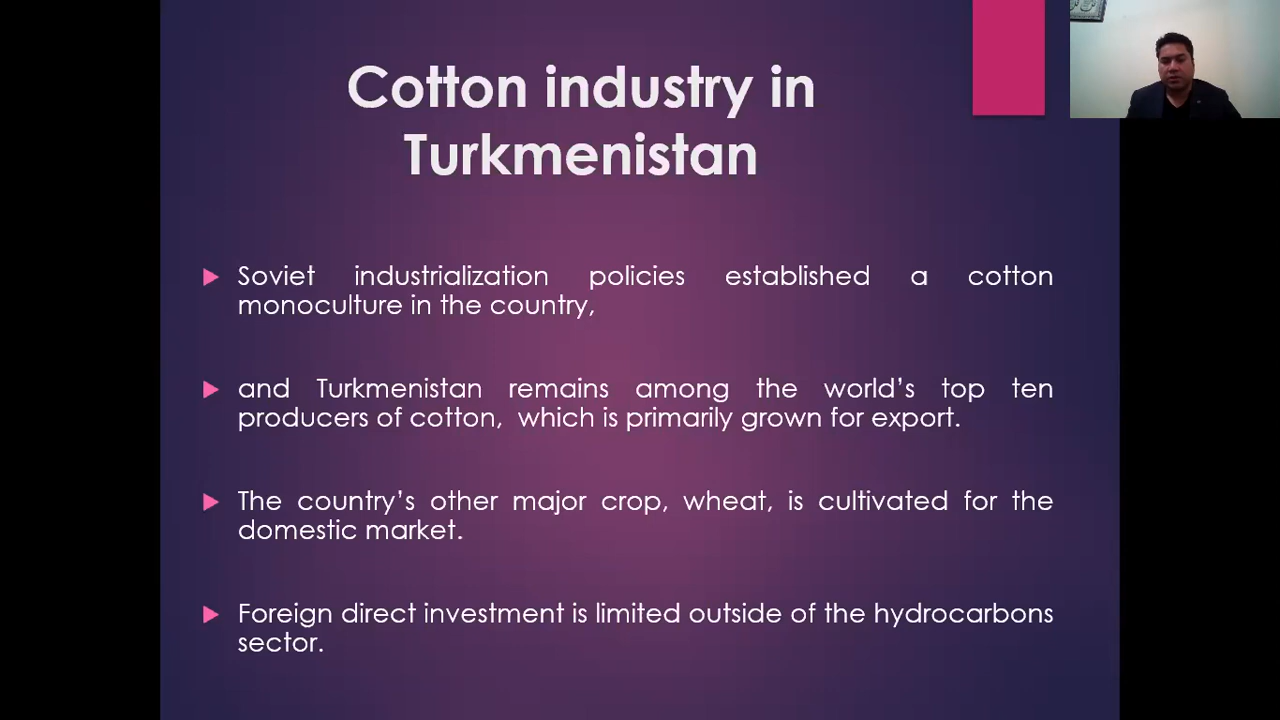 Cotton industry in
Turkmenistan
Soviet industrialization policies established a cotton
monoculture in the country,
and Turkmenistan remains among the world’s top ten
producers of cotton,  which is primarily grown for export.
The country’s other major crop, wheat, is cultivated for the
domestic market.
Foreign direct investment is limited outside of the hydrocarbons
sector.